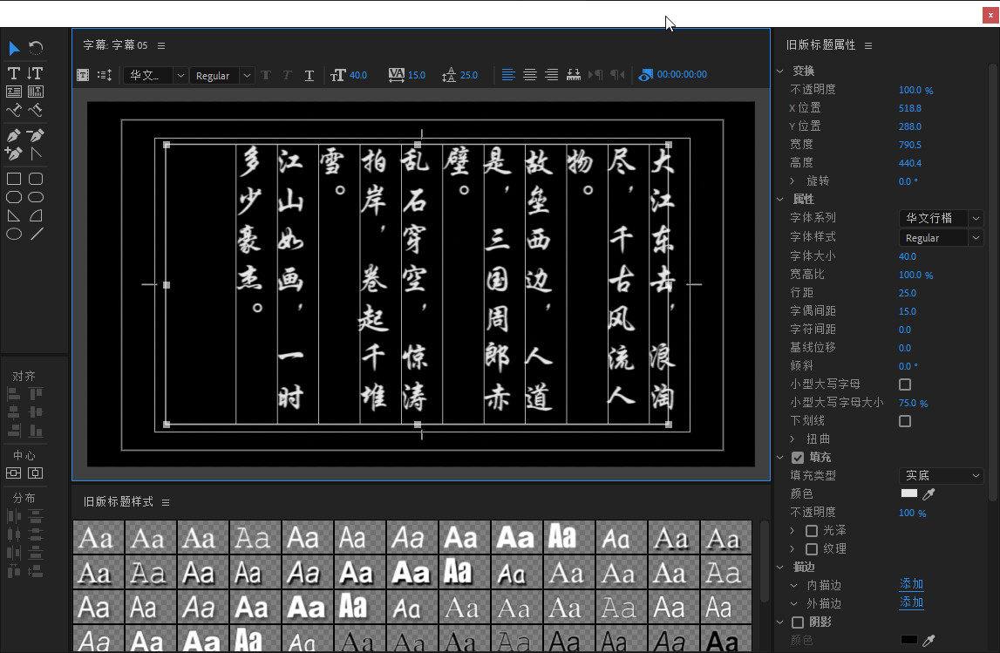 字幕: 字幕 05
华文...
Regular
T
T
T
40.0
VA
15.0
25.0
00:00:00:00
大江东去，浪淘
尽，千古风流人
物。
故垒西边，人道
是，三国周郎赤
壁。
乱石穿空，惊涛
拍岸，卷起千堆
雪。
江山如画，一时
多少豪杰。
对齐
中心
分布
旧版标题样式
Aa Aa Aa Aa Aa Aa Aa Aa Aa Aa Aa Aa Aa
Aa Aa Aa Aa Aa Aa Aa Aa Aa Aa Aa Aa Aa
Aa Aa Aa Aa Aa Aa Aa Aa Aa Aa Aa Aa Aa
Aa Aa Aa Aa Aa Aa Aa Aa Aa Aa Aa Aa Aa
旧版标题属性
变换
不透明度 100.0 %
X 位置 518.8
Y 位置 288.0
宽度 790.5
高度 440.4
旋转 0.0 °
属性
字体系列 华文行楷
字体样式 Regular
字体大小 40.0
宽高比 100.0 %
行距 25.0
字偶间距 15.0
字符间距 0.0
基线位移 0.0
倾斜 0.0 °
小型大写字母
小型大写字母大小 75.0 %
下划线
扭曲
填充
填充类型 实底
颜色
不透明度 100 %
光泽
纹理
描边
内描边 添加
外描边 添加
阴影
颜色